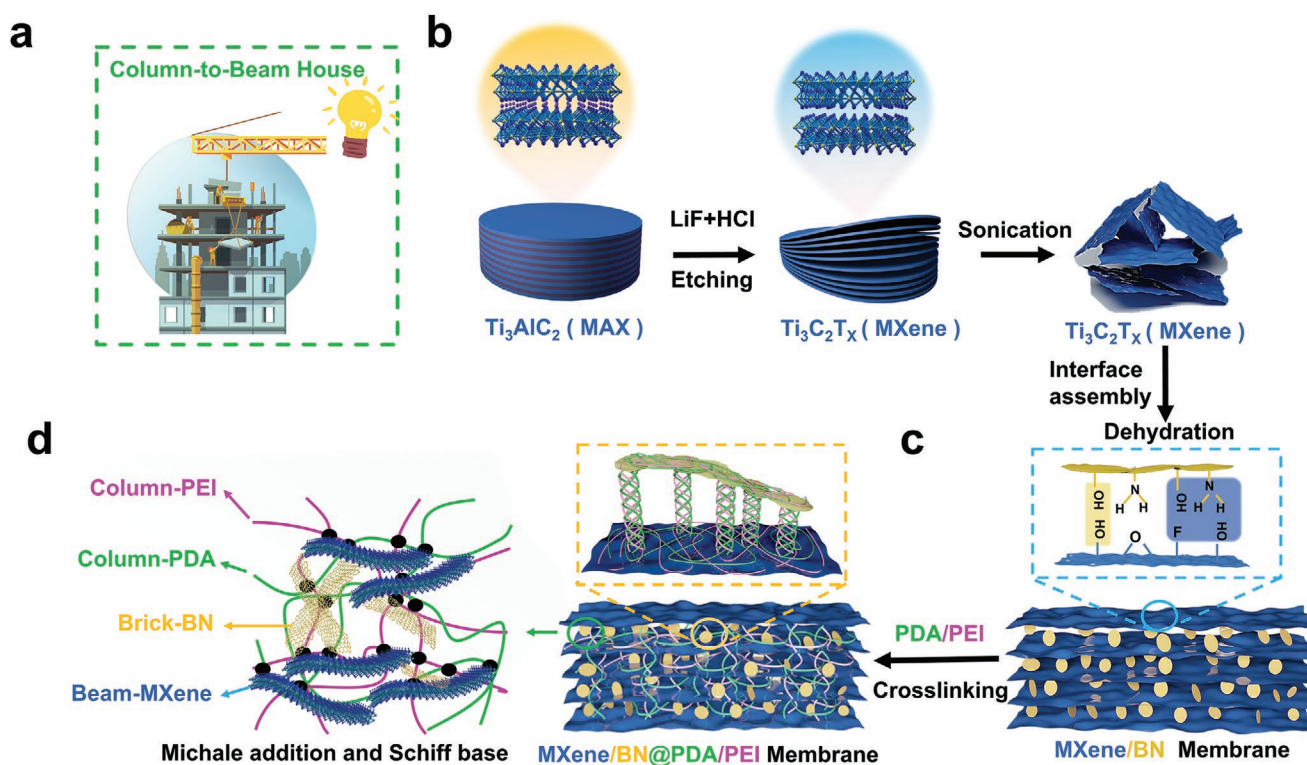 a
Column-to-Beam House
b
LiF+HCl
Etching
Sonication
Ti₃AlC₂ ( MAX )
Ti₃C₂Tₓ ( MXene )
Ti₃C₂Tₓ ( MXene )
Interface
assembly
Dehydration
c
N
H H
OH
OH
OH
N
H H
O
F
OH
MXene/BN Membrane
PDA/PEI
Crosslinking
d
Column-PEI
Column-PDA
Brick-BN
Beam-MXene
Michale addition and Schiff base
MXene/BN@PDA/PEI Membrane